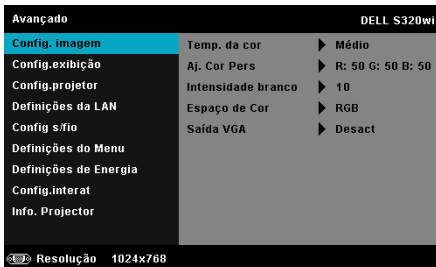 Avançado DELL S320wi
Config. imagem Temp. da cor Médio
Config.exibição Aj. Cor Pers R: 50 G: 50 B: 50
Config.projetor Intensidade branco 10
Definições da LAN Espaço de Cor RGB
Config s/fio Saída VGA Desact
Definições do Menu
Definições de Energia
Config.interat
Info. Projector
Resolução 1024x768